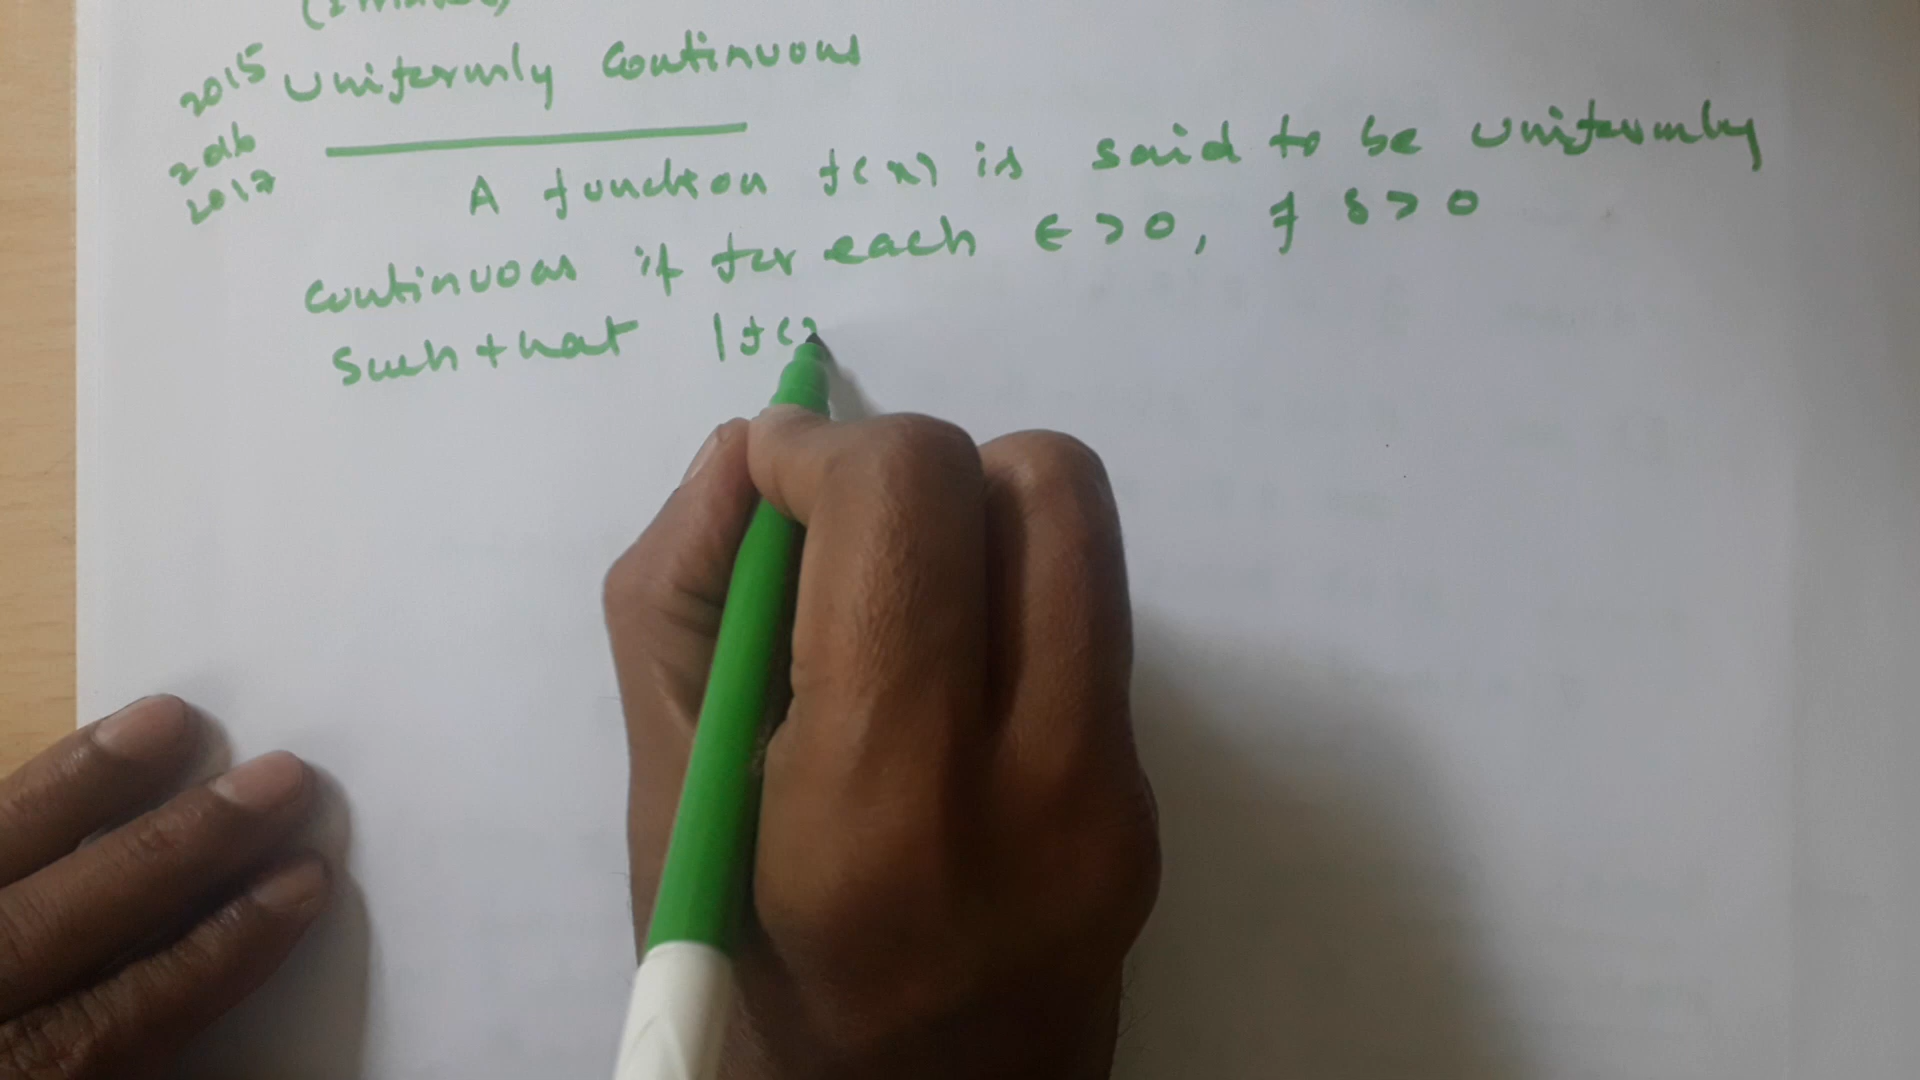 2015 Uniformly Continuous
2016
2017
A function f(x) is said to be uniformly
continuous if for each ε > 0, ∃ δ > 0
Such that |f(x